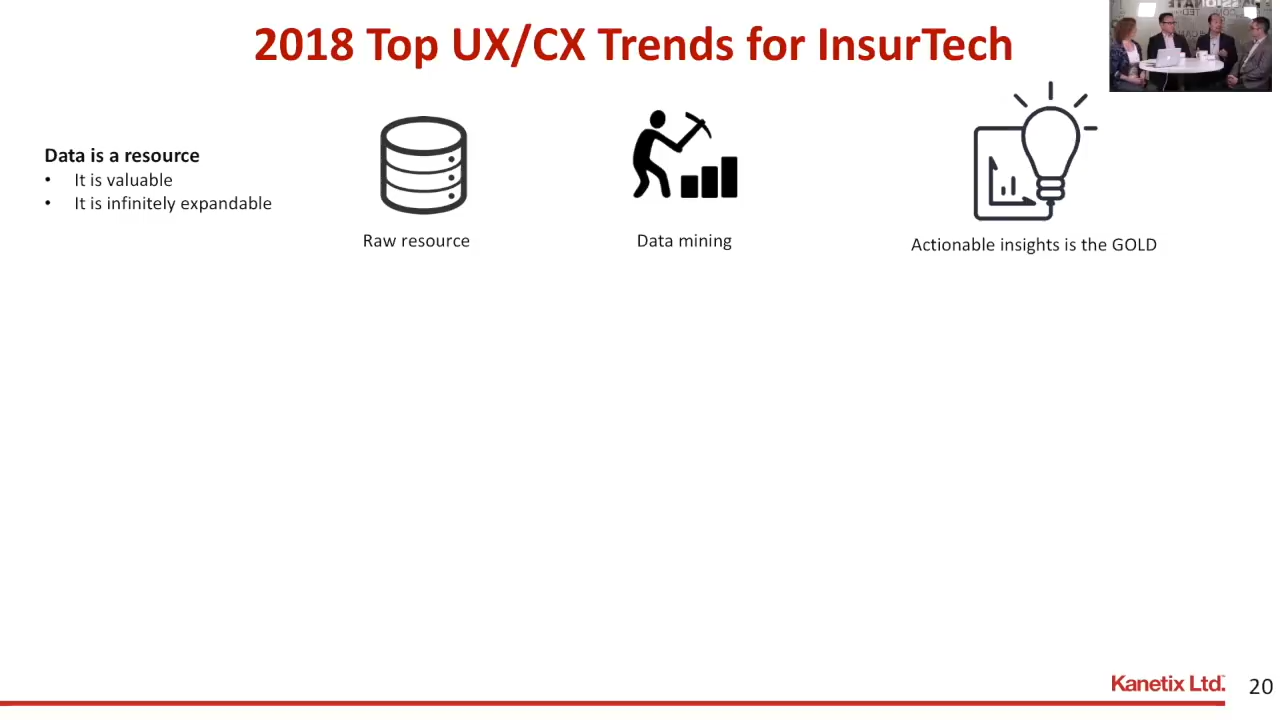 2018 Top UX/CX Trends for InsurTech
Data is a resource
• It is valuable
• It is infinitely expandable
Raw resource
Data mining
Actionable insights is the GOLD
Kanetix Ltd.
20